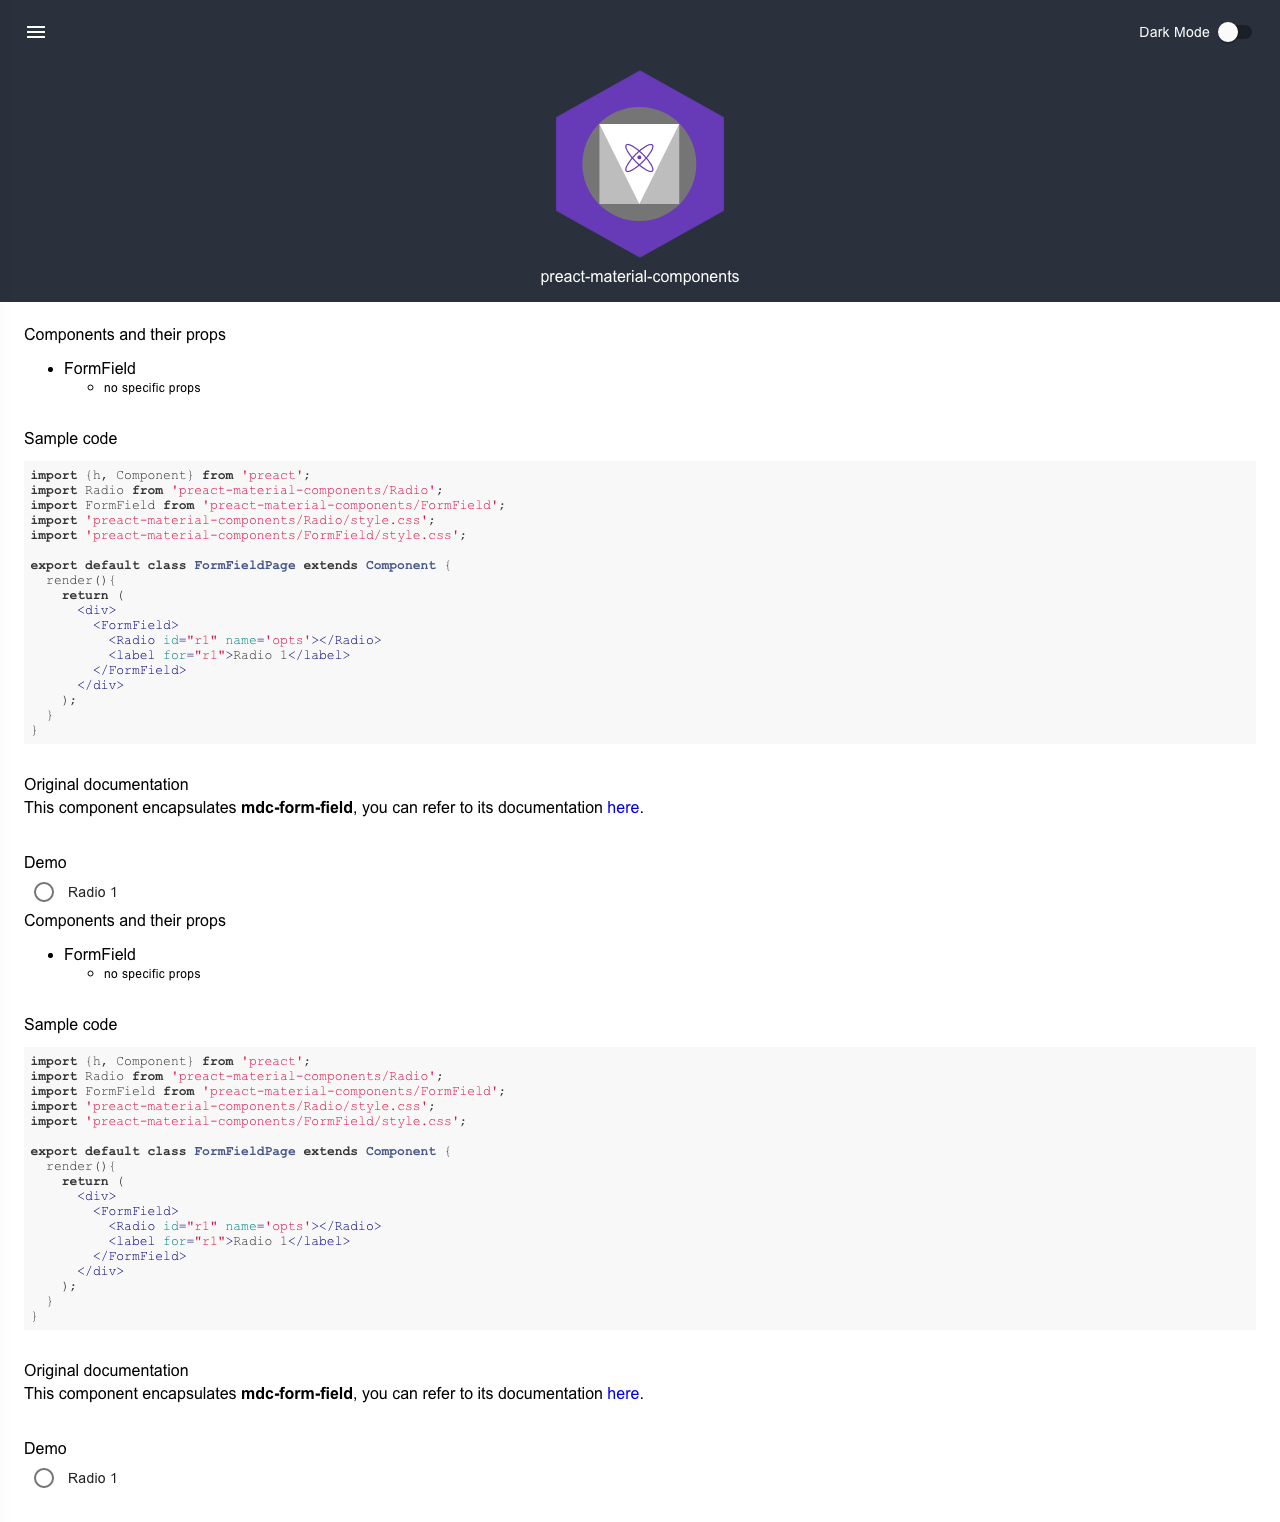 Dark Mode
preact-material-components
Components and their props
FormField
no specific props
Sample code
import {h, Component} from 'preact';
import Radio from 'preact-material-components/Radio';
import FormField from 'preact-material-components/FormField';
import 'preact-material-components/Radio/style.css';
import 'preact-material-components/FormField/style.css';
export default class FormFieldPage extends Component {
  render(){
    return (
      <div>
        <FormField>
          <Radio id="r1" name='opts'></Radio>
          <label for="r1">Radio 1</label>
        </FormField>
      </div>
    );
  }
}
Original documentation
This component encapsulates mdc-form-field, you can refer to its documentation here.
Demo
Radio 1
Components and their props
FormField
no specific props
Sample code
import {h, Component} from 'preact';
import Radio from 'preact-material-components/Radio';
import FormField from 'preact-material-components/FormField';
import 'preact-material-components/Radio/style.css';
import 'preact-material-components/FormField/style.css';
export default class FormFieldPage extends Component {
  render(){
    return (
      <div>
        <FormField>
          <Radio id="r1" name='opts'></Radio>
          <label for="r1">Radio 1</label>
        </FormField>
      </div>
    );
  }
}
Original documentation
This component encapsulates mdc-form-field, you can refer to its documentation here.
Demo
Radio 1